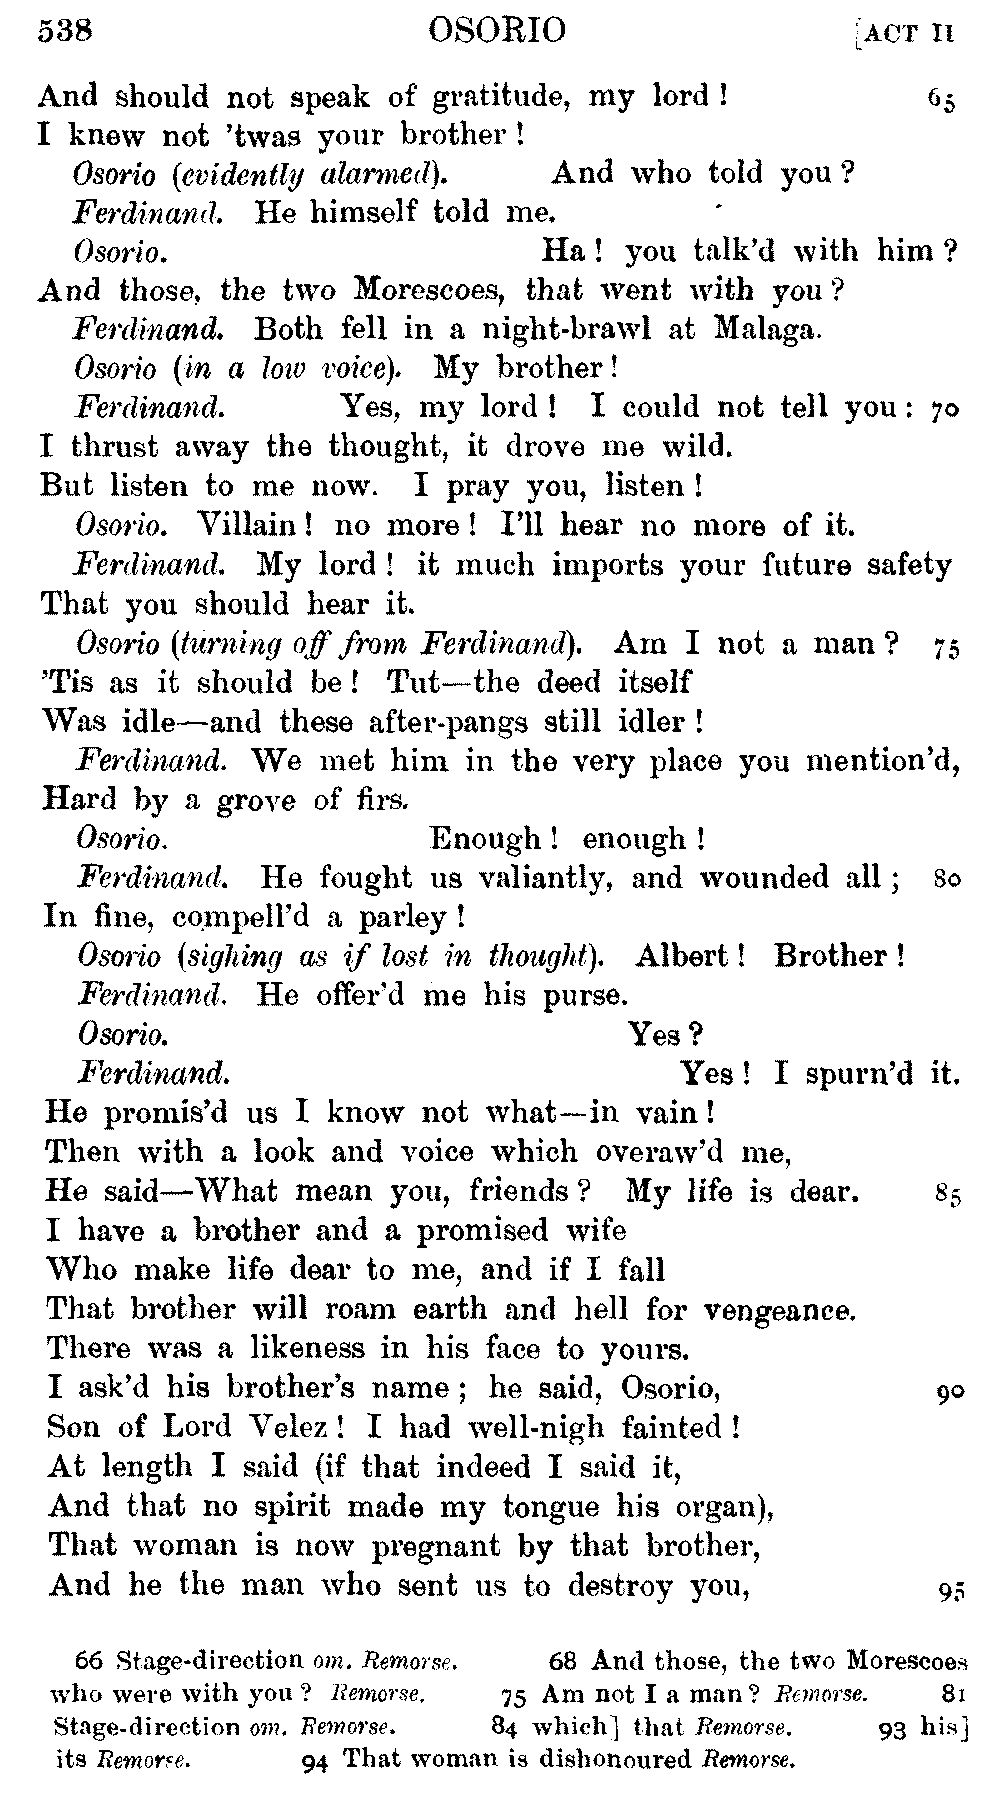 538 OSORIO [ACT II
And should not speak of gratitude, my lord ! 65
I knew not 'twas your brother !
Osorio (evidently alarmed). And who told you ?
Ferdinand. He himself told me.
Osorio. Ha ! you talk'd with him ?
And those, the two Morescoes, that went with you ?
Ferdinand. Both fell in a night-brawl at Malaga.
Osorio (in a low voice). My brother !
Ferdinand. Yes, my lord ! I could not tell you : 70
I thrust away the thought, it drove me wild.
But listen to me now. I pray you, listen !
Osorio. Villain ! no more ! I'll hear no more of it.
Ferdinand. My lord ! it much imports your future safety
That you should hear it.
Osorio (turning off from Ferdinand). Am I not a man ? 75
'Tis as it should be ! Tut—the deed itself
Was idle—and these after-pangs still idler !
Ferdinand. We met him in the very place you mention'd,
Hard by a grove of firs.
Osorio. Enough ! enough !
Ferdinand. He fought us valiantly, and wounded all ; 80
In fine, compell'd a parley !
Osorio (sighing as if lost in thought). Albert ! Brother !
Ferdinand. He offer'd me his purse.
Osorio. Yes ?
Ferdinand. Yes ! I spurn'd it.
He promis'd us I know not what—in vain !
Then with a look and voice which overaw'd me,
He said—What mean you, friends ? My life is dear. 85
I have a brother and a promised wife
Who make life dear to me, and if I fall
That brother will roam earth and hell for vengeance.
There was a likeness in his face to yours.
I ask'd his brother's name ; he said, Osorio, 90
Son of Lord Velez ! I had well-nigh fainted !
At length I said (if that indeed I said it,
And that no spirit made my tongue his organ),
That woman is now pregnant by that brother,
And he the man who sent us to destroy you, 95
66 Stage-direction om. Remorse. 68 And those, the two Morescoes
who were with you ? Remorse. 75 Am not I a man ? Remorse. 81
Stage-direction om. Remorse. 84 which] that Remorse. 93 his]
its Remorse. 94 That woman is dishonoured Remorse.